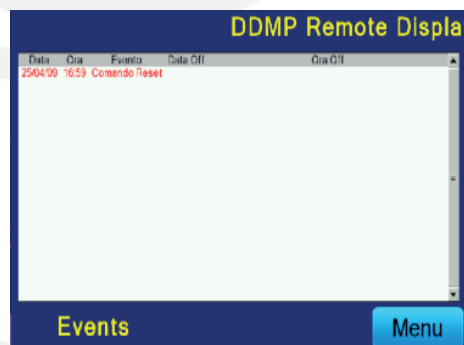 DDMP Remote Displa
Data Ora Evento Data Off Ora Off
25/04/09 16:59 Comando Reset
Events
Menu